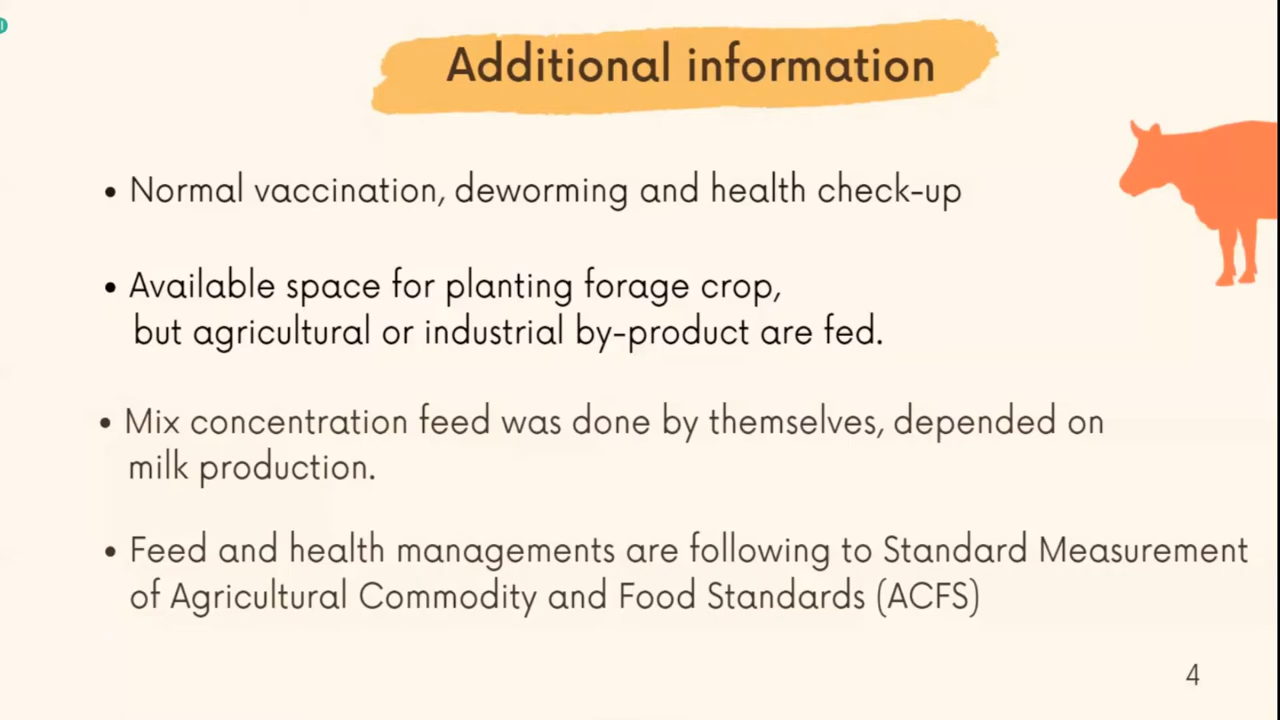 Additional information
• Normal vaccination, deworming and health check-up
• Available space for planting forage crop,
but agricultural or industrial by-product are fed.
• Mix concentration feed was done by themselves, depended on
milk production.
• Feed and health managements are following to Standard Measurement
of Agricultural Commodity and Food Standards (ACFS)
4